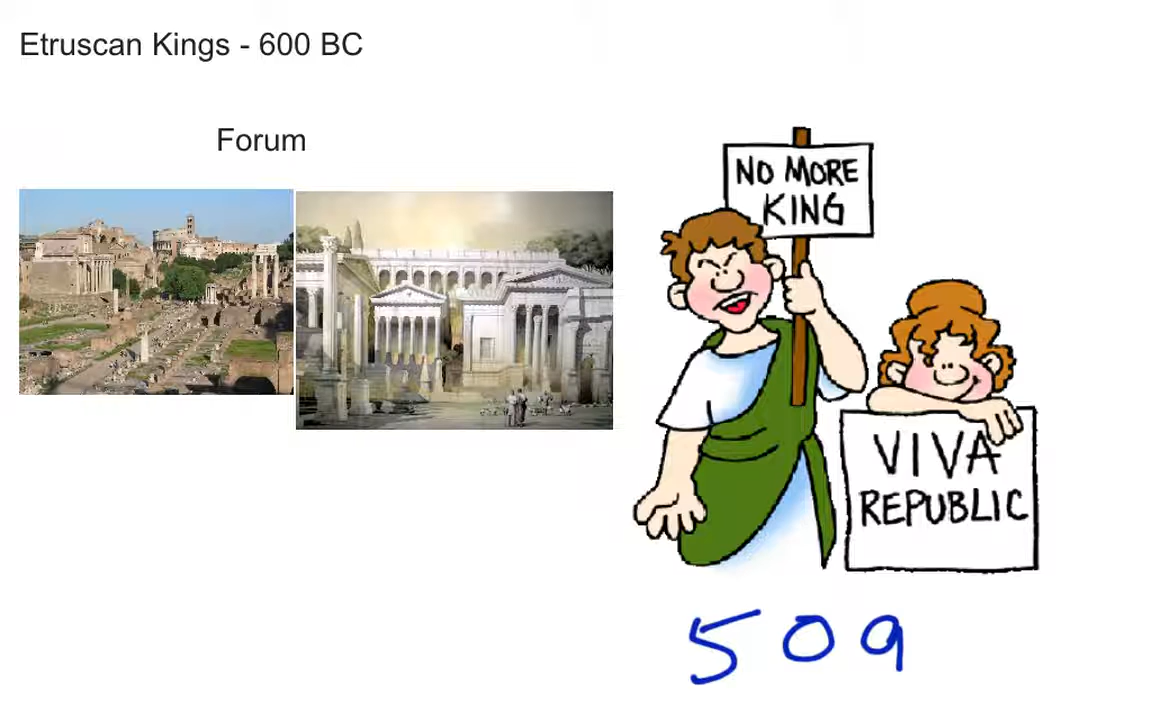 Etruscan Kings - 600 BC
Forum
NO MORE
KING
VIVA
REPUBLIC
509